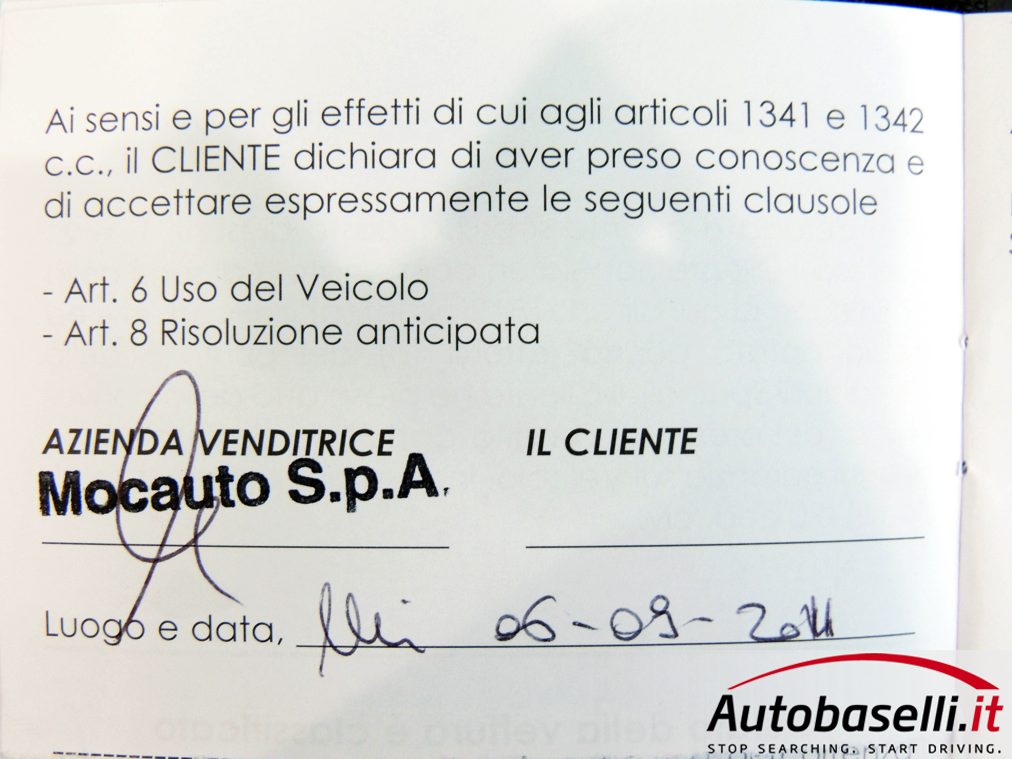 Ai sensi e per gli effetti di cui agli articoli 1341 e 1342
c.c., il CLIENTE dichiara di aver preso conoscenza e
di accettare espressamente le seguenti clausole
- Art. 6 Uso del Veicolo
- Art. 8 Risoluzione anticipata
AZIENDA VENDITRICE IL CLIENTE
Mocauto S.p.A.
Luogo e data, 06-09-2011
Autobaselli.it
STOP SEARCHING. START DRIVING.